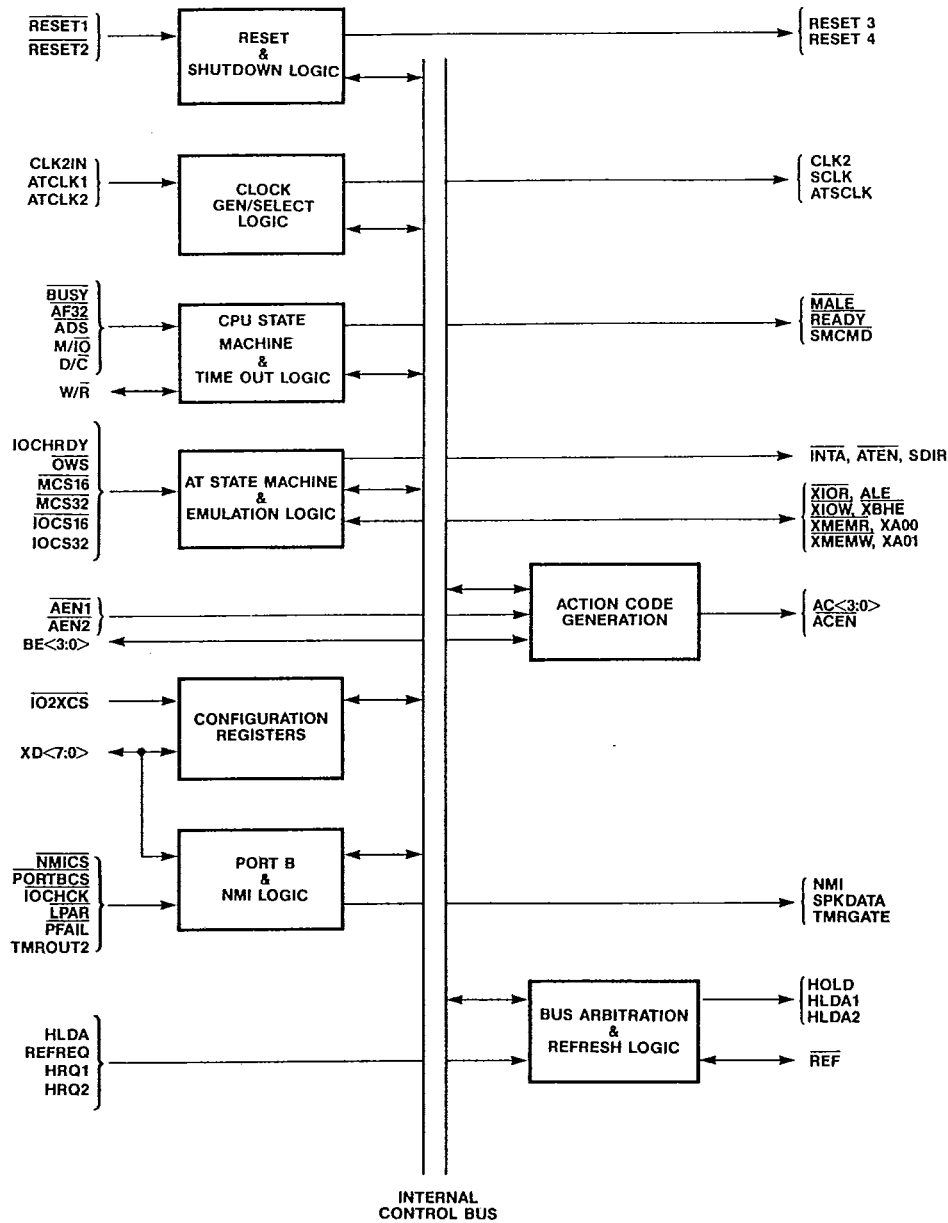 RESET1
RESET2
RESET
&
SHUTDOWN LOGIC
RESET 3
RESET 4
CLK2IN
ATCLK1
ATCLK2
CLOCK
GEN/SELECT
LOGIC
CLK2
SCLK
ATSCLK
BUSY
AF32
ADS
M/IO
D/C
W/R
CPU STATE
MACHINE
&
TIME OUT LOGIC
MALE
READY
SMCMD
IOCHRDY
OWS
MCS16
MCS32
IOCS16
IOCS32
AT STATE MACHINE
&
EMULATION LOGIC
INTA, ATEN, SDIR
XIOR, ALE
XIOW, XBHE
XMEMR, XA00
XMEMW, XA01
AEN1
AEN2
BE<3:0>
ACTION CODE
GENERATION
AC<3:0>
ACEN
IO2XCS
XD<7:0>
CONFIGURATION
REGISTERS
NMICS
PORTBCS
IOCHCK
LPAR
PFAIL
TMROUT2
PORT B
&
NMI LOGIC
NMI
SPKDATA
TMRGATE
HLDA
REFREQ
HRQ1
HRQ2
BUS ARBITRATION
&
REFRESH LOGIC
HOLD
HLDA1
HLDA2
REF
INTERNAL
CONTROL BUS